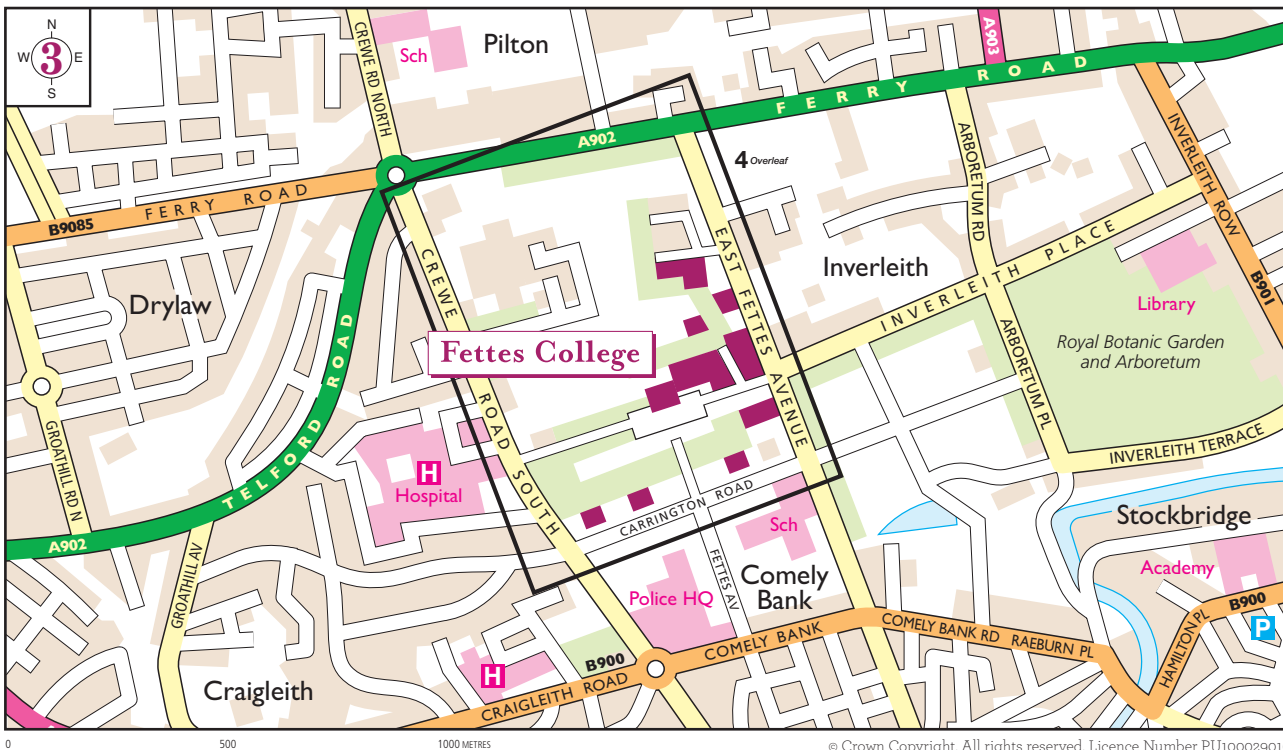 N
W 3 E
S
CREWE RD NORTH
Sch
Pilton
A903
FERRY ROAD
A902
4 Overleaf
ARBORETUM RD
INVERLEITH ROW
FERRY ROAD
B9085
CREWE ROAD SOUTH
EAST FETTES AVENUE
Inverleith
INVERLEITH PLACE
Library
B901
Drylaw
Fettes College
Royal Botanic Garden
and Arboretum
ARBORETUM PL
TELFORD ROAD
GROATHILL RD N
H
Hospital
INVERLEITH TERRACE
CARRINGTON ROAD
Sch
Stockbridge
A902
GROATHILL AV
FETTES AV
Comely
Bank
Academy
Police HQ
B900
P
HAMILTON PL
COMELY BANK
COMELY BANK RD
RAEBURN PL
B900
H
Craigleith
CRAIGLEITH ROAD
0
500
1000 METRES
© Crown Copyright. All rights reserved. Licence Number PU100029016